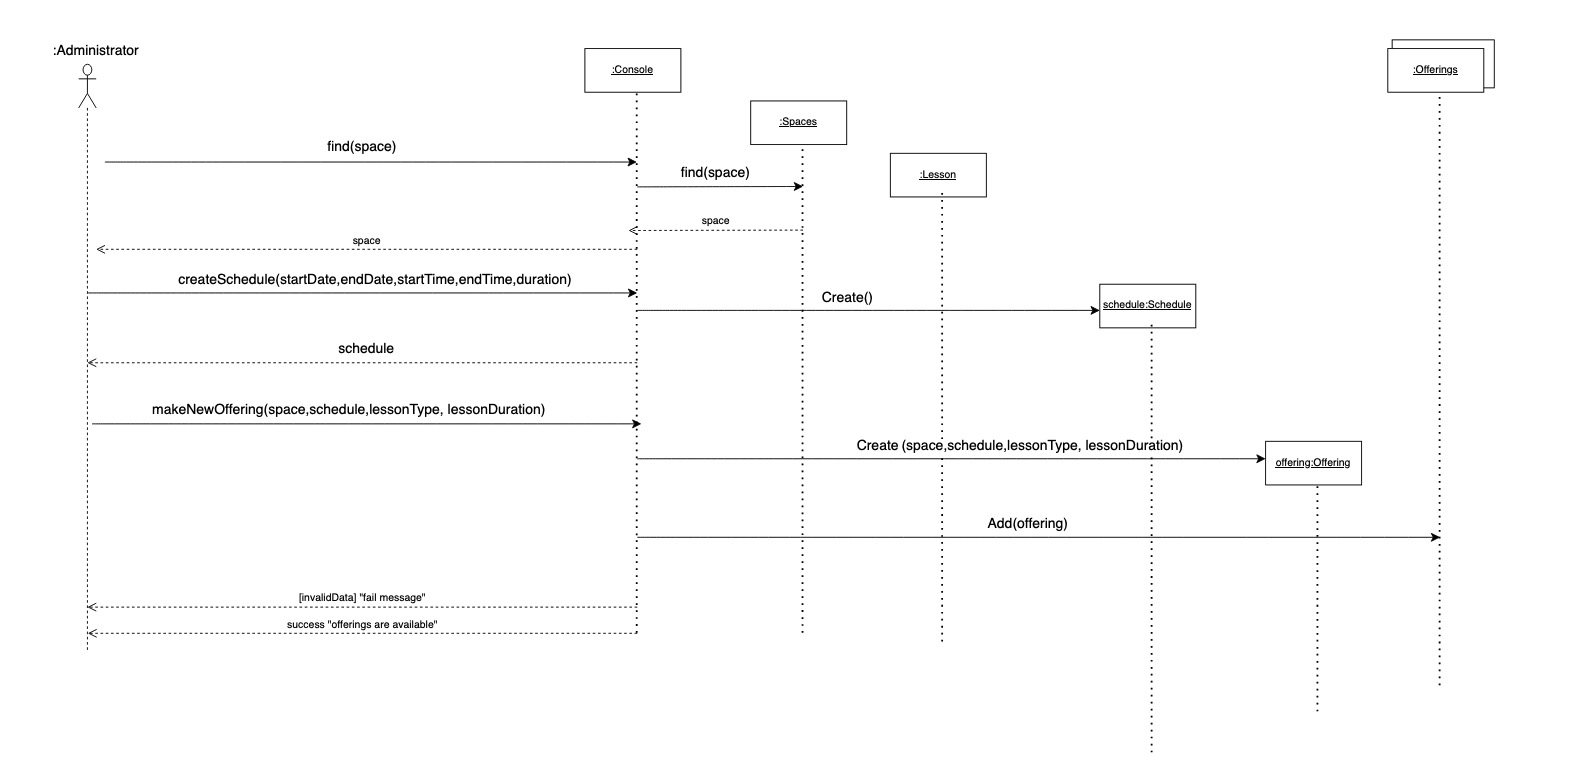 :Administrator
:Console
:Offerings
:Spaces
find(space)
find(space)
:Lesson
space
space
createSchedule(startDate,endDate,startTime,endTime,duration)
Create()
schedule:Schedule
schedule
makeNewOffering(space,schedule,lessonType, lessonDuration)
Create (space,schedule,lessonType, lessonDuration)
offering:Offering
Add(offering)
[invalidData] "fail message"
success "offerings are available"